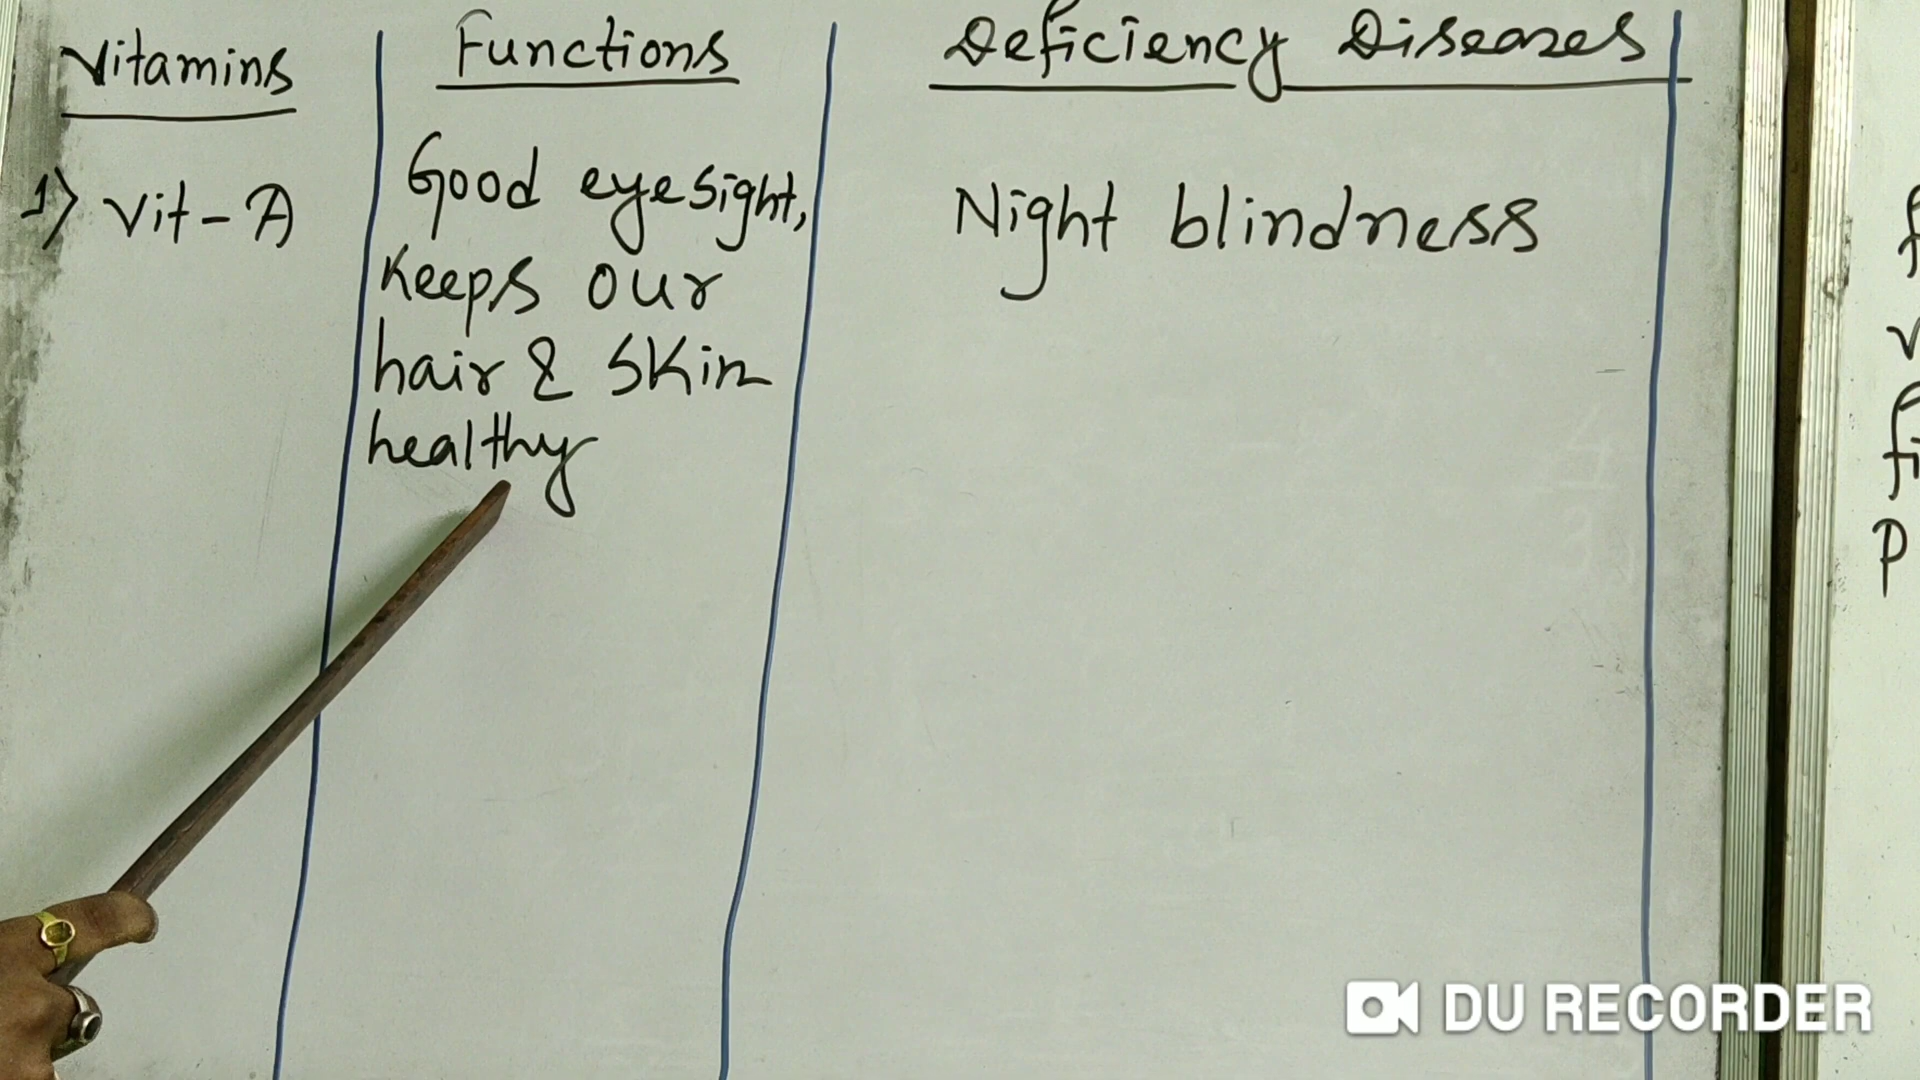 Vitamins Functions Deficiency Diseases
1) Vit-A Good eyesight, Night blindness
Keeps our
hair & skin
healthy
DU RECORDER